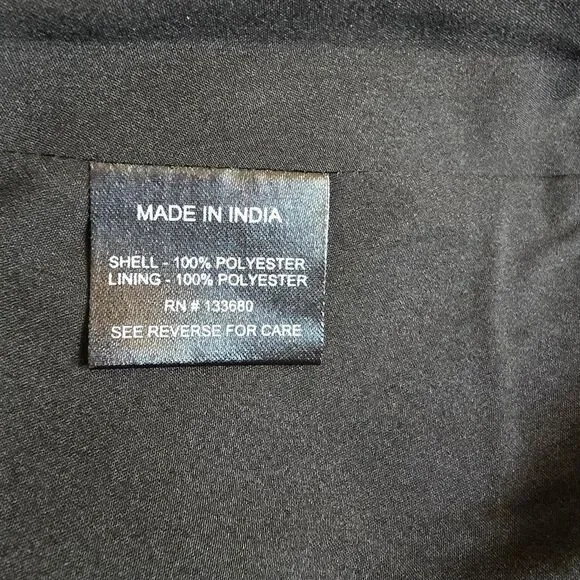 MADE IN INDIA
SHELL - 100% POLYESTER
LINING - 100% POLYESTER
RN # 133680
SEE REVERSE FOR CARE